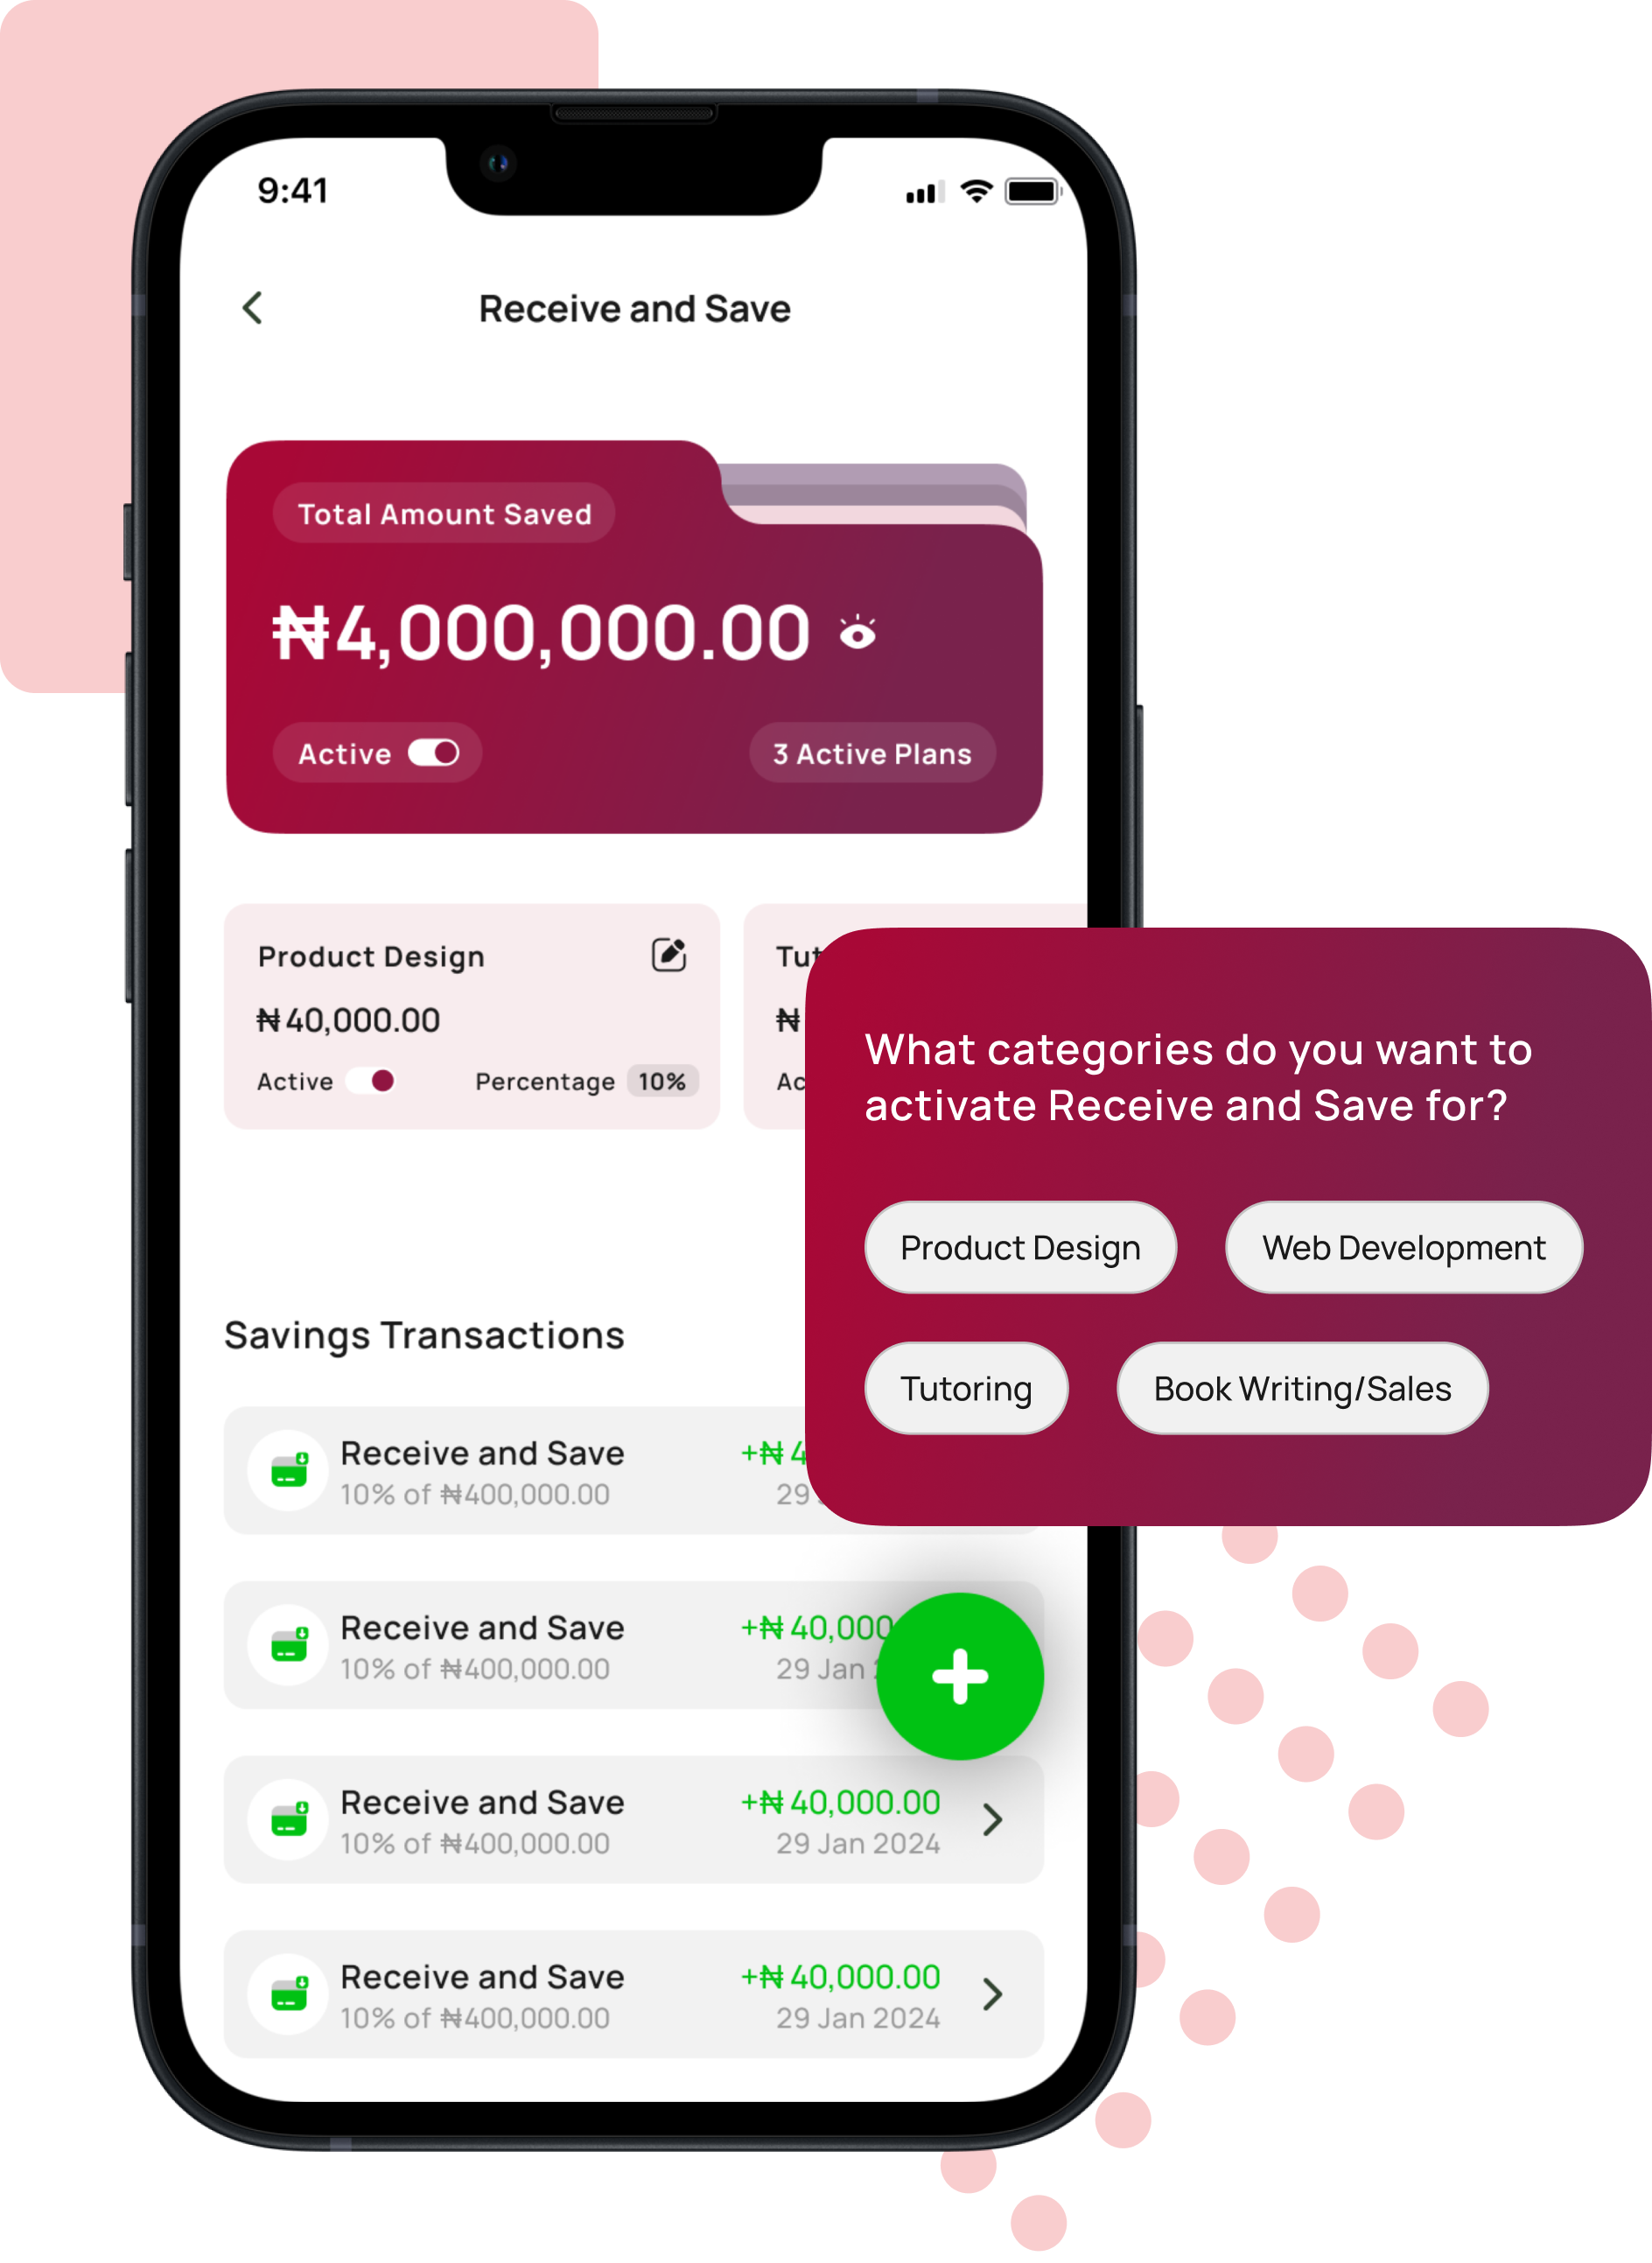 9:41
Receive and Save
Total Amount Saved
₦4,000,000.00
Active
3 Active Plans
Product Design
₦40,000.00
Active
Percentage 10%
₦
What categories do you want to
activate Receive and Save for?
Product Design
Web Development
Tutoring
Book Writing/Sales
Savings Transactions
Receive and Save
10% of ₦400,000.00
29
Receive and Save
+₦40,000
10% of ₦400,000.00
29 Jan
Receive and Save
+₦40,000.00
10% of ₦400,000.00
29 Jan 2024
Receive and Save
+₦40,000.00
10% of ₦400,000.00
29 Jan 2024